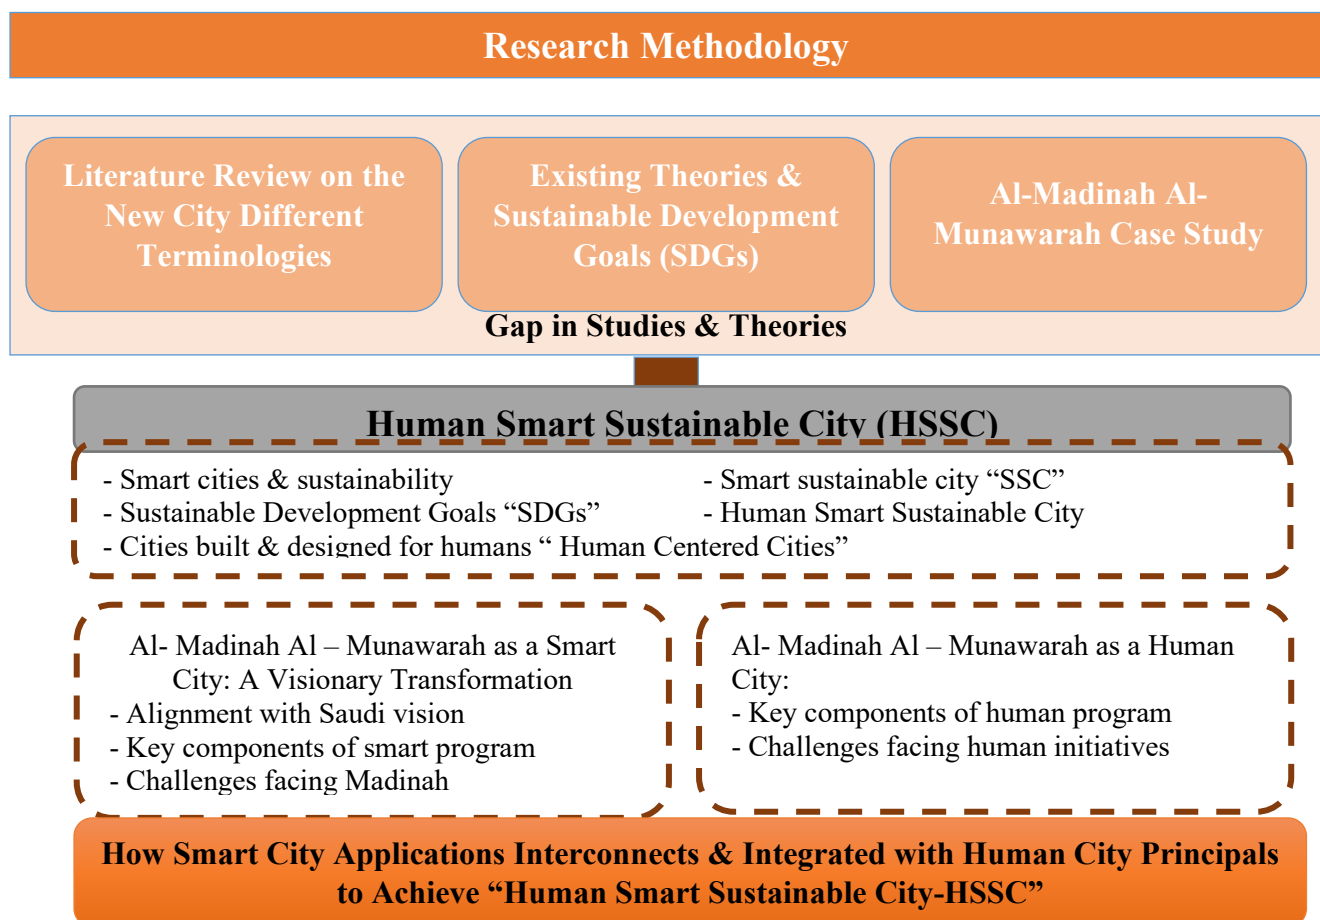 Research Methodology
Literature Review on the
New City Different
Terminologies
Existing Theories &
Sustainable Development
Goals (SDGs)
Al-Madinah Al-
Munawarah Case Study
Gap in Studies & Theories
Human Smart Sustainable City (HSSC)
- Smart cities & sustainability
- Smart sustainable city “SSC”
- Sustainable Development Goals “SDGs”
- Human Smart Sustainable City
- Cities built & designed for humans “ Human Centered Cities”
Al- Madinah Al – Munawarah as a Smart
City: A Visionary Transformation
- Alignment with Saudi vision
- Key components of smart program
- Challenges facing Madinah
Al- Madinah Al – Munawarah as a Human
City:
- Key components of human program
- Challenges facing human initiatives
How Smart City Applications Interconnects & Integrated with Human City Principals
to Achieve “Human Smart Sustainable City-HSSC”